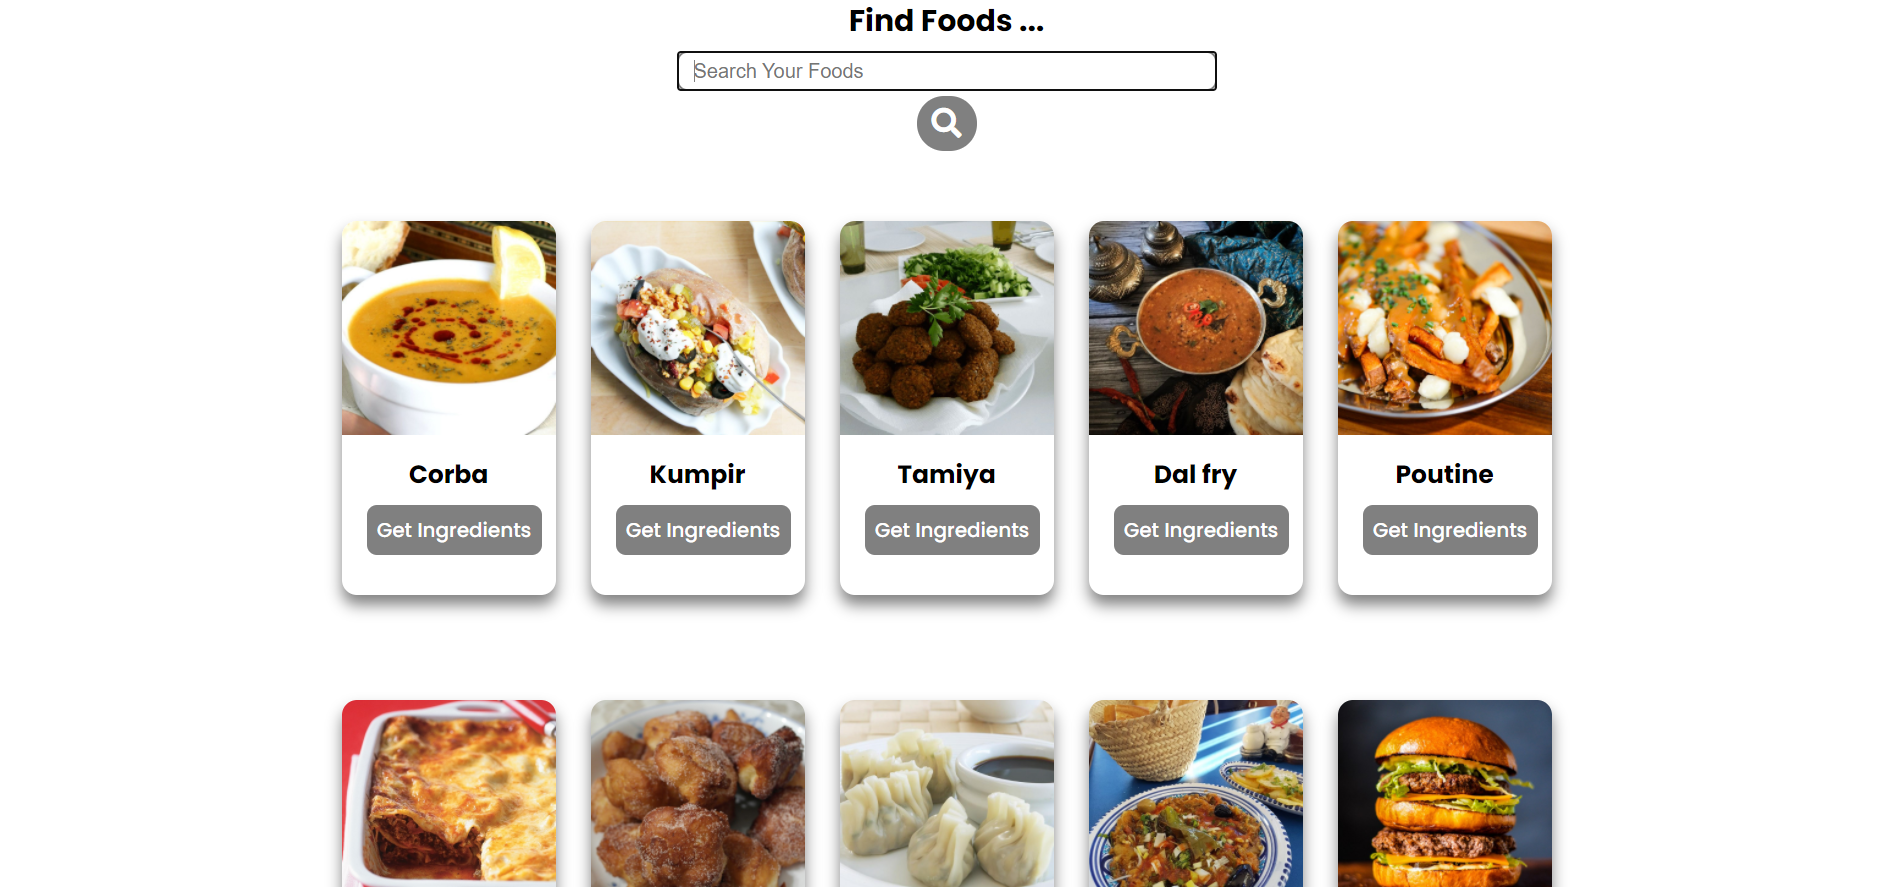 Find Foods ...
Search Your Foods
Corba
Kumpir
Tamiya
Dal fry
Poutine
Get Ingredients
Get Ingredients
Get Ingredients
Get Ingredients
Get Ingredients